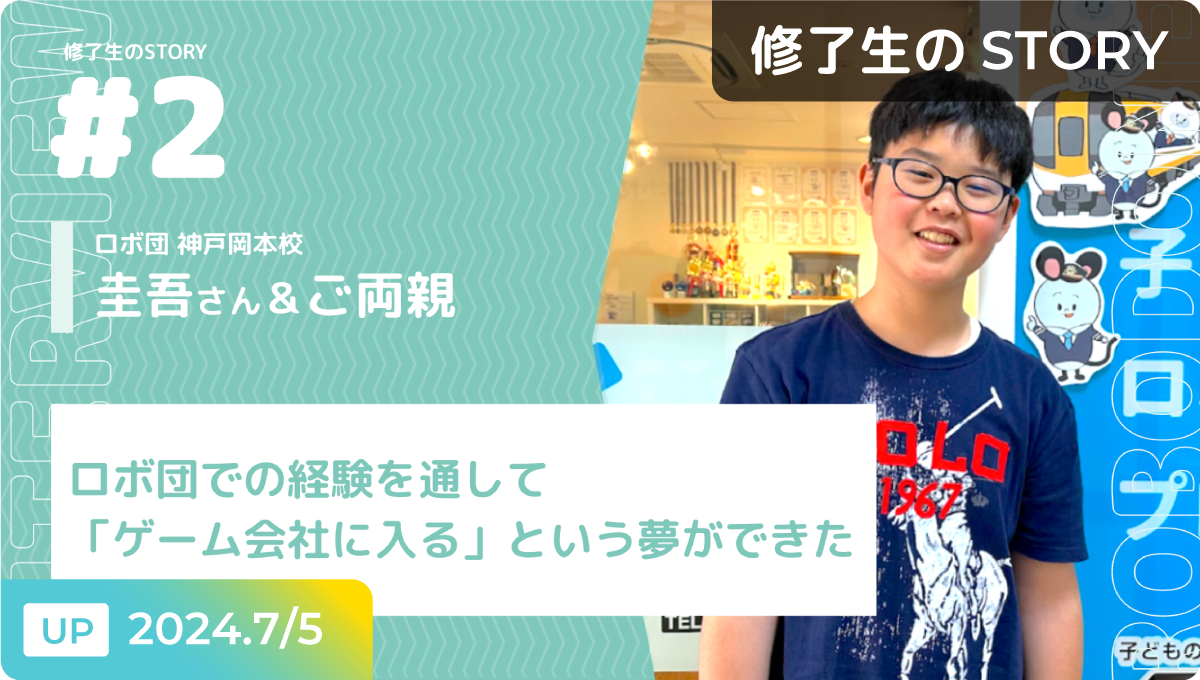 修了生のSTORY
#2
ロボ団 神戸岡本校
圭吾さん＆ご両親
ロボ団での経験を通して
「ゲーム会社に入る」という夢ができた
UP 2024.7/5
修了生の STORY
POLO
1967
子ロプ
子どもの
TEL
INTERVIEW
ROBODONE